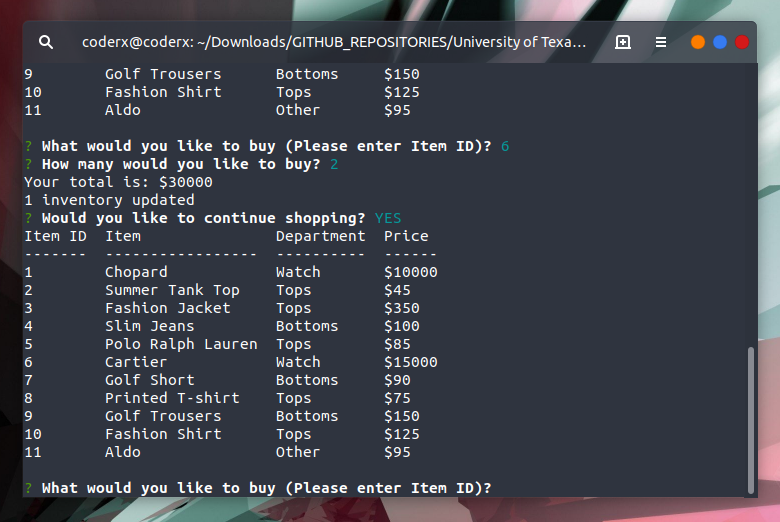 coderx@coderx: ~/Downloads/GITHUB_REPOSITORIES/University of Texa...
9 Golf Trousers Bottoms $150
10 Fashion Shirt Tops $125
11 Aldo Other $95
? What would you like to buy (Please enter Item ID)? 6
? How many would you like to buy? 2
Your total is: $30000
1 inventory updated
? Would you like to continue shopping? YES
Item ID Item Department Price
------- ----------------- ---------- ------
1 Chopard Watch $10000
2 Summer Tank Top Tops $45
3 Fashion Jacket Tops $350
4 Slim Jeans Bottoms $100
5 Polo Ralph Lauren Tops $85
6 Cartier Watch $15000
7 Golf Short Bottoms $90
8 Printed T-shirt Tops $75
9 Golf Trousers Bottoms $150
10 Fashion Shirt Tops $125
11 Aldo Other $95
? What would you like to buy (Please enter Item ID)?